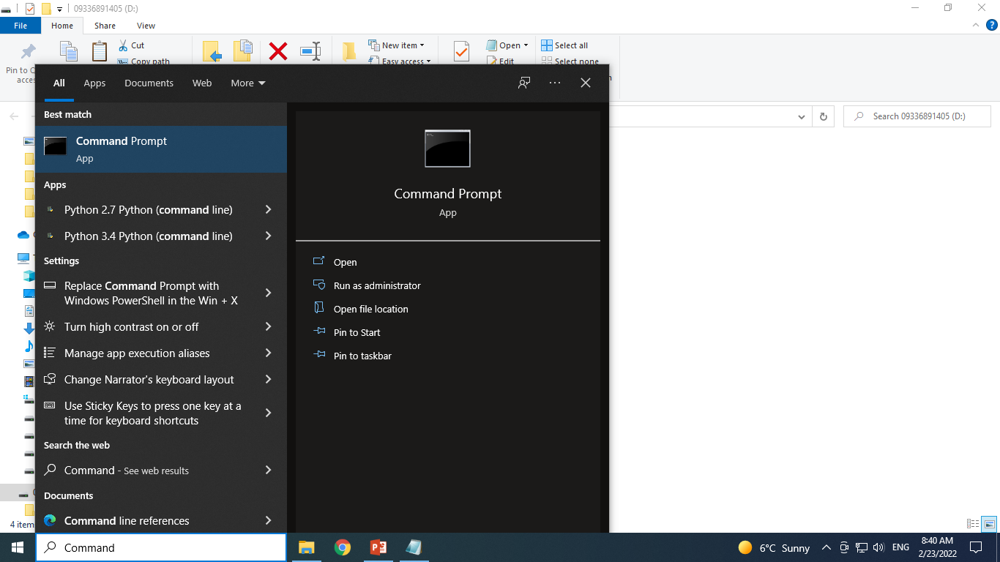 09336891405 (D:)
File
Home
Share
View
Pin to
Cut
Copy path
New item
Easy access
Open
Edit
Select all
Select none
Search 09336891405 (D:)
All
Apps
Documents
Web
More
Best match
Command Prompt
App
Apps
Python 2.7 Python (command line)
Python 3.4 Python (command line)
Settings
Replace Command Prompt with
Windows PowerShell in the Win + X
Turn high contrast on or off
Manage app execution aliases
Change Narrator's keyboard layout
Use Sticky Keys to press one key at a
time for keyboard shortcuts
Search the web
Command - See web results
Documents
Command line references
Command Prompt
App
Open
Run as administrator
Open file location
Pin to Start
Pin to taskbar
4 items
Command
6°C Sunny
ENG
8:40 AM
2/23/2022